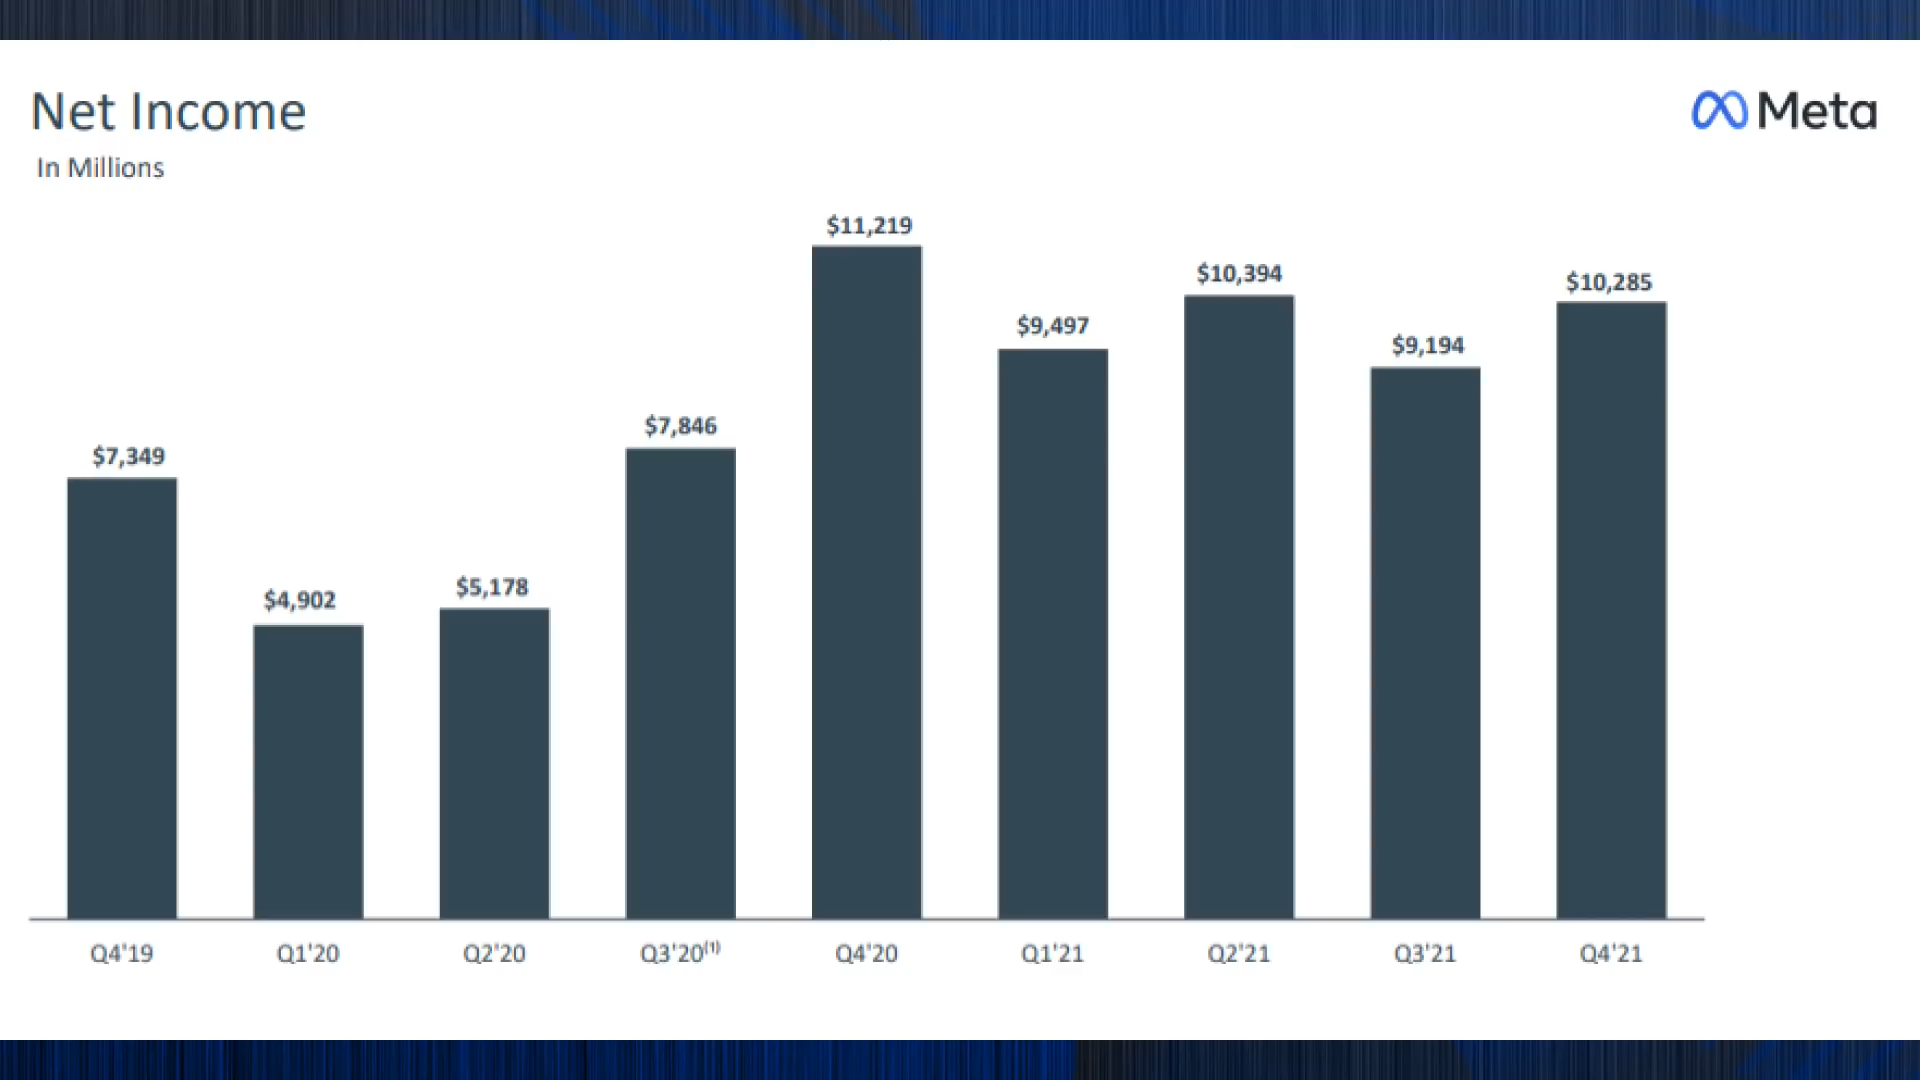 Net Income
Meta
In Millions
$11,219
$10,394
$10,285
$9,497
$9,194
$7,846
$7,349
$5,178
$4,902
Q4'19 Q1'20 Q2'20 Q3'20(1) Q4'20 Q1'21 Q2'21 Q3'21 Q4'21